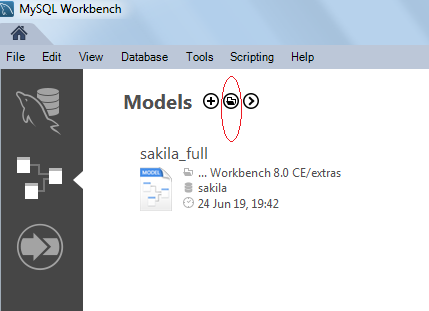 MySQL Workbench
File Edit View Database Tools Scripting Help
Models
sakila_full
MODEL
... Workbench 8.0 CE/extras
sakila
24 Jun 19, 19:42